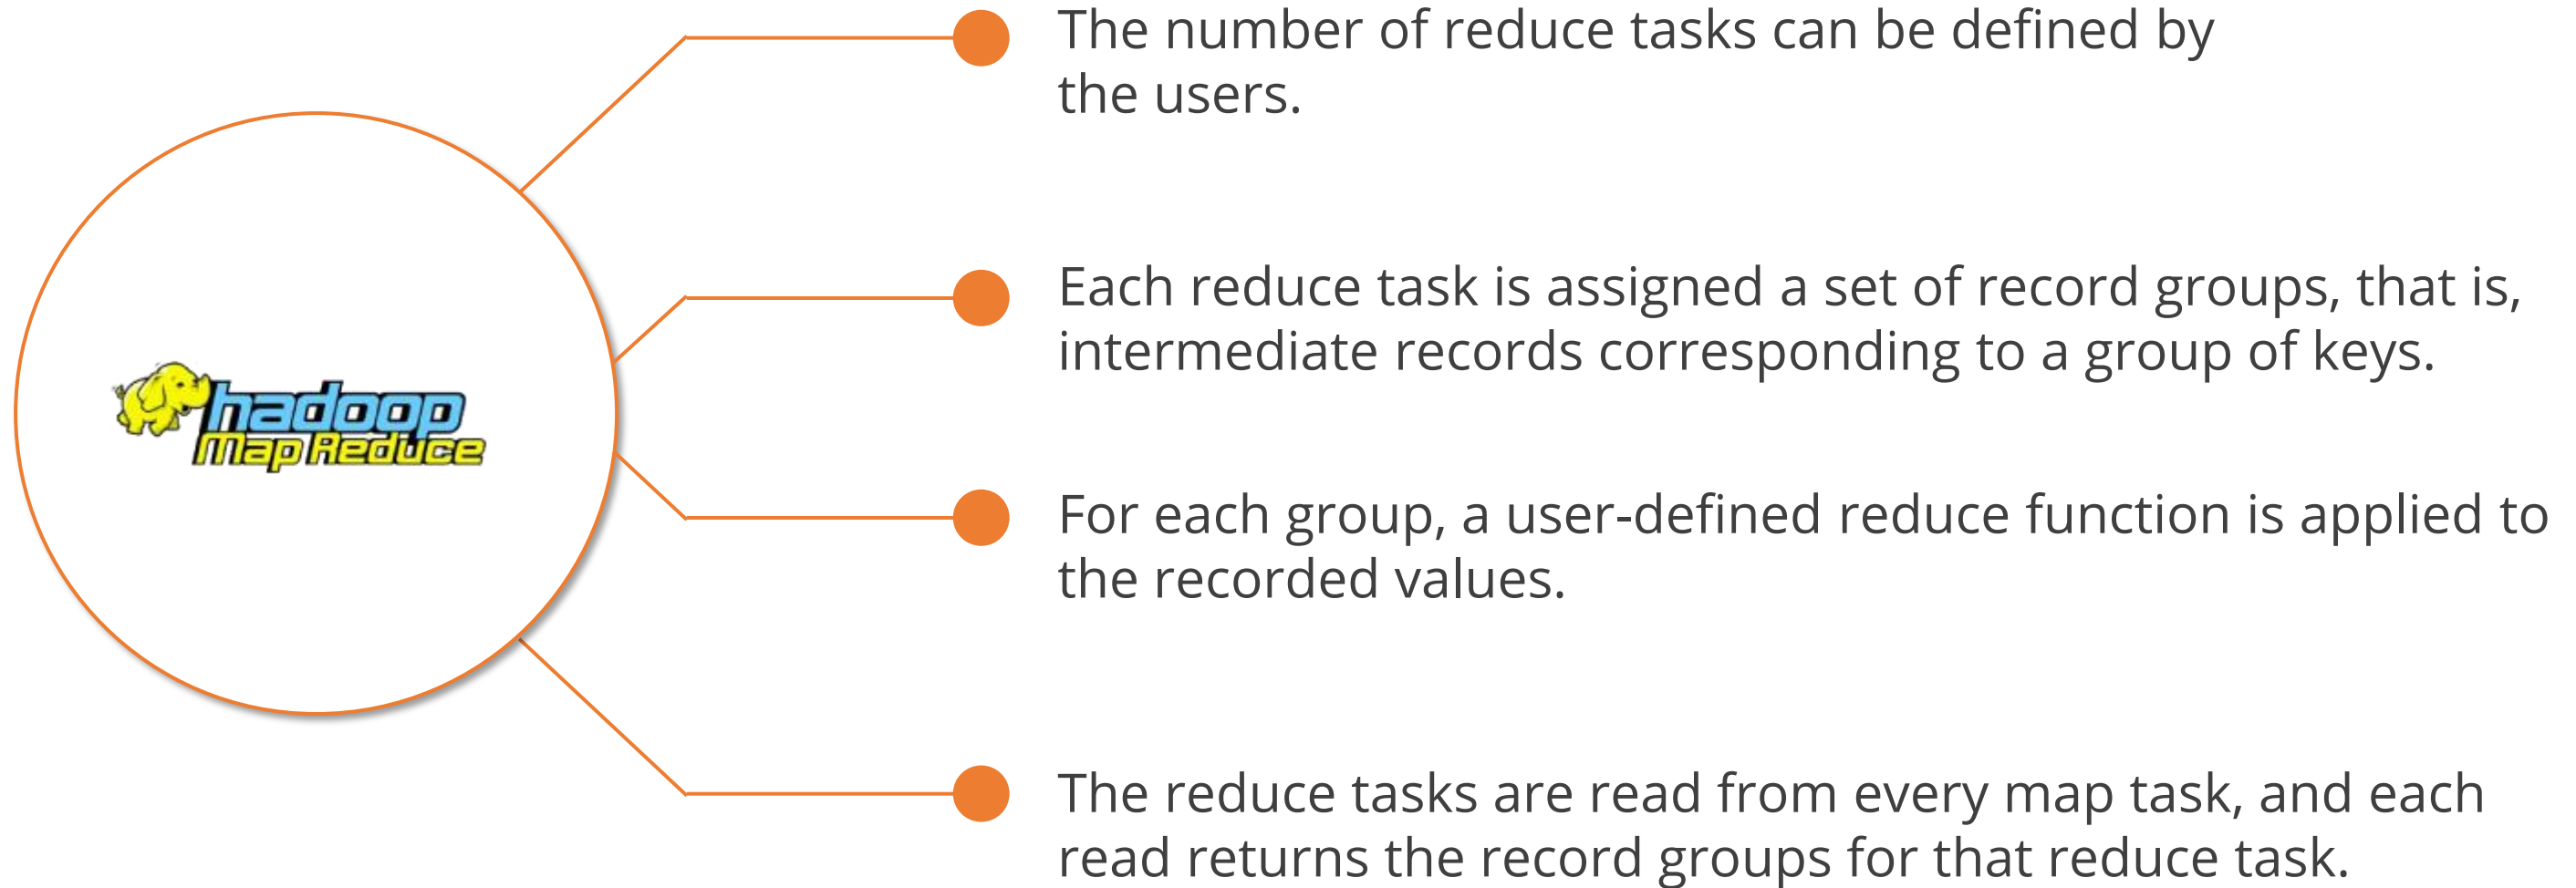 The number of reduce tasks can be defined by
the users.
Each reduce task is assigned a set of record groups, that is,
intermediate records corresponding to a group of keys.
hadoop
Map Reduce
For each group, a user-defined reduce function is applied to
the recorded values.
The reduce tasks are read from every map task, and each
read returns the record groups for that reduce task.